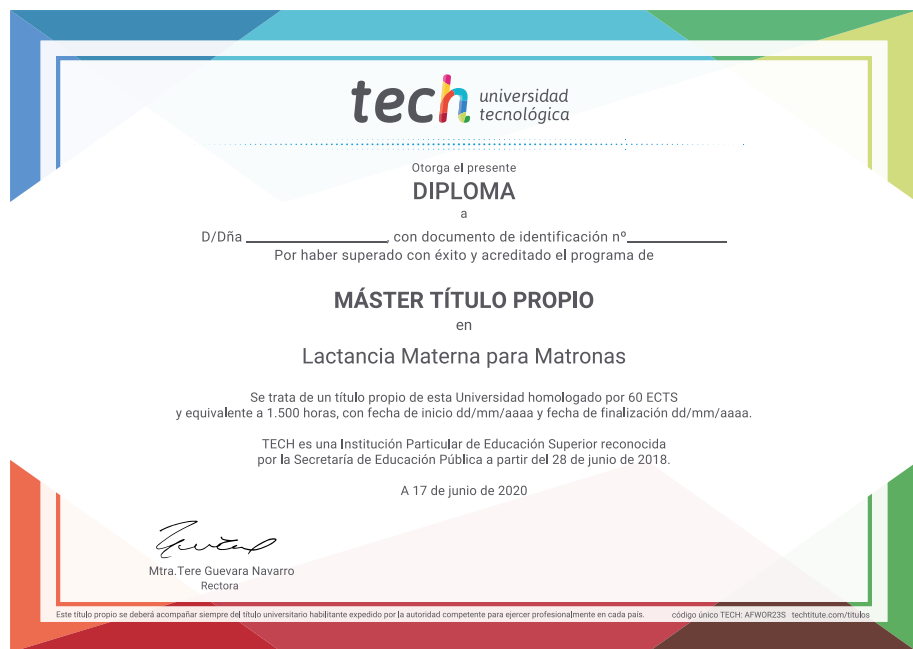 tech universidad
tecnológica
Otorga el presente
DIPLOMA
a
D/Dña ______________, con documento de identificación nº__________
Por haber superado con éxito y acreditado el programa de
MÁSTER TÍTULO PROPIO
en
Lactancia Materna para Matronas
Se trata de un título propio de esta Universidad homologado por 60 ECTS
y equivalente a 1.500 horas, con fecha de inicio dd/mm/aaaa y fecha de finalización dd/mm/aaaa.
TECH es una Institución Particular de Educación Superior reconocida
por la Secretaría de Educación Pública a partir del 28 de junio de 2018.
A 17 de junio de 2020
Mtra.Tere Guevara Navarro
Rectora
Este título propio se deberá acompañar siempre del título universitario habilitante expedido por la autoridad competente para ejercer profesionalmente en cada país. código único TECH: AFWOR23S techtitute.com/titulos